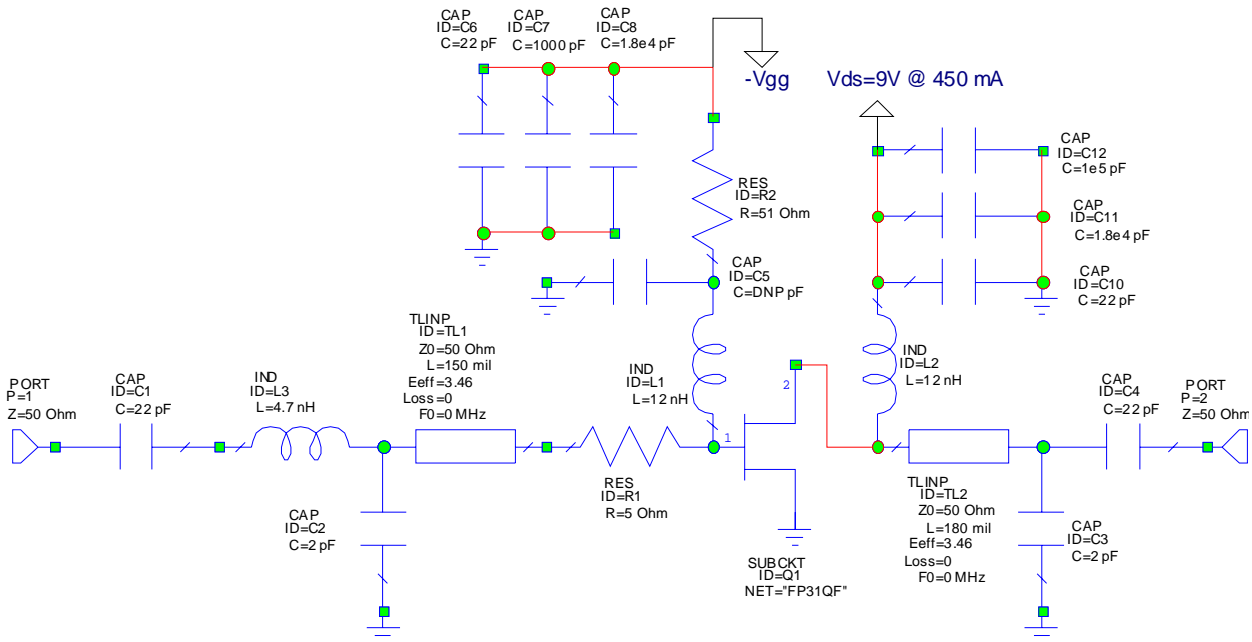 CAP
ID=C6
C=22 pF
CAP
ID=C7
C=1000 pF
CAP
ID=C8
C=1.8e4 pF
-Vgg
Vds=9V @ 450 mA
CAP
ID=C12
C=1e5 pF
RES
ID=R2
R=51 Ohm
CAP
ID=C11
C=1.8e4 pF
CAP
ID=C5
C=DNP pF
CAP
ID=C10
C=22 pF
TLINP
ID=TL1
Z0=50 Ohm
L=150 mil
Eeff=3.46
Loss=0
F0=0 MHz
IND
ID=L1
L=12 nH
2
IND
ID=L2
L=12 nH
PORT
P=1
Z=50 Ohm
CAP
ID=C1
C=22 pF
IND
ID=L3
L=4.7 nH
CAP
ID=C4
C=22 pF
PORT
P=2
Z=50 Ohm
1
RES
ID=R1
R=5 Ohm
CAP
ID=C2
C=2 pF
TLINP
ID=TL2
Z0=50 Ohm
L=180 mil
Eeff=3.46
Loss=0
F0=0 MHz
CAP
ID=C3
C=2 pF
SUBCKT
ID=Q1
NET="FP31QF"